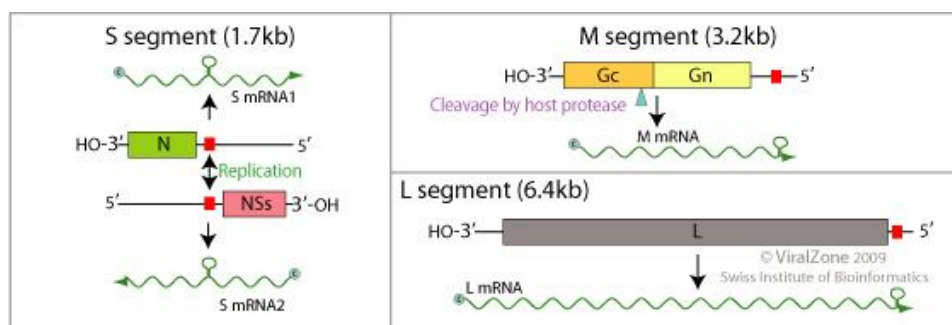 S segment (1.7kb)
c
S mRNA1
HO-3′ N 5′
Replication
5′ NSs 3′-OH
c
S mRNA2
M segment (3.2kb)
HO-3′ Gc Gn 5′
Cleavage by host protease
M mRNA
c
L segment (6.4kb)
HO-3′ L 5′
© ViralZone 2009
Swiss Institute of Bioinformatics
L mRNA
c